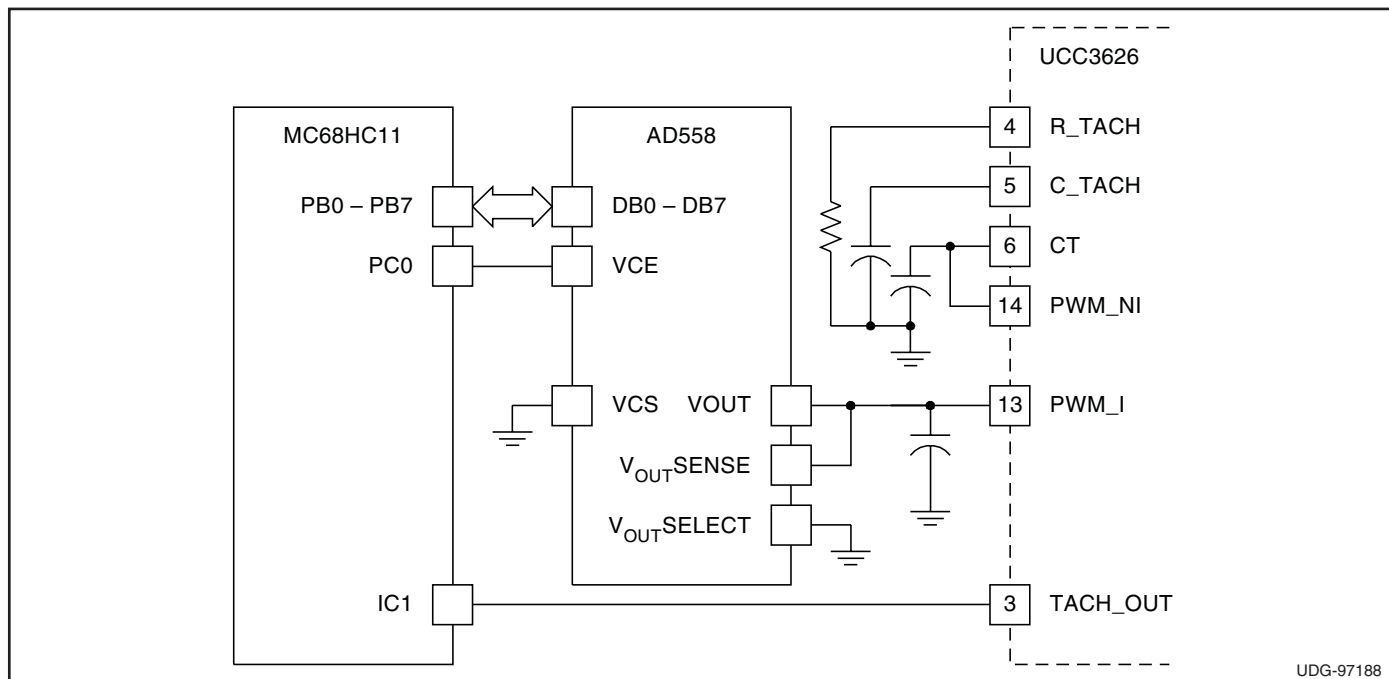 UCC3626
MC68HC11
AD558
4 R_TACH
5 C_TACH
PB0 – PB7
DB0 – DB7
6 CT
PC0
VCE
14 PWM_NI
VCS
VOUT
13 PWM_I
VOUTSENSE
VOUTSELECT
IC1
3 TACH_OUT
UDG-97188